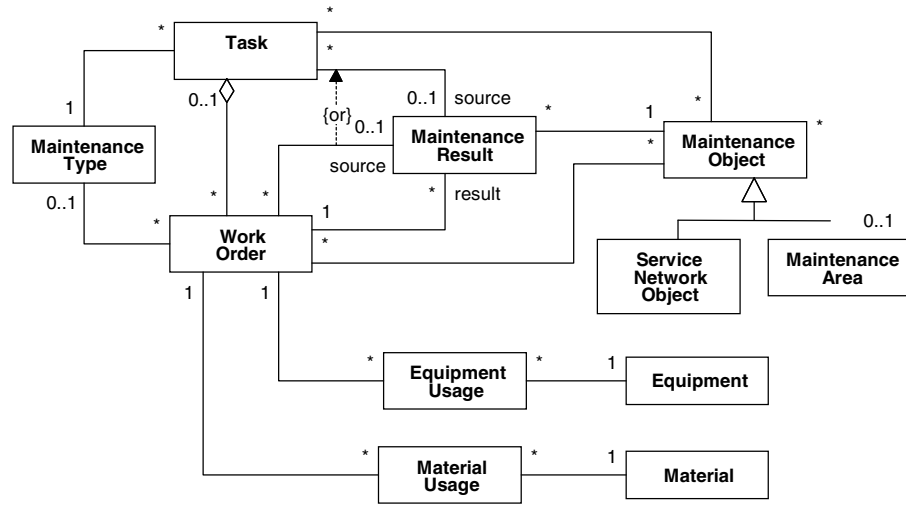 *
Task
*
*
1
0..1
0..1
source
{or}
0..1
*
1
*
*
Maintenance
Type
Maintenance
Result
Maintenance
Object
*
source
*
result
0..1
*
*
*
1
*
Work
Order
0..1
1
1
Service
Network
Object
Maintenance
Area
*
*
1
Equipment
Usage
Equipment
*
*
1
Material
Usage
Material